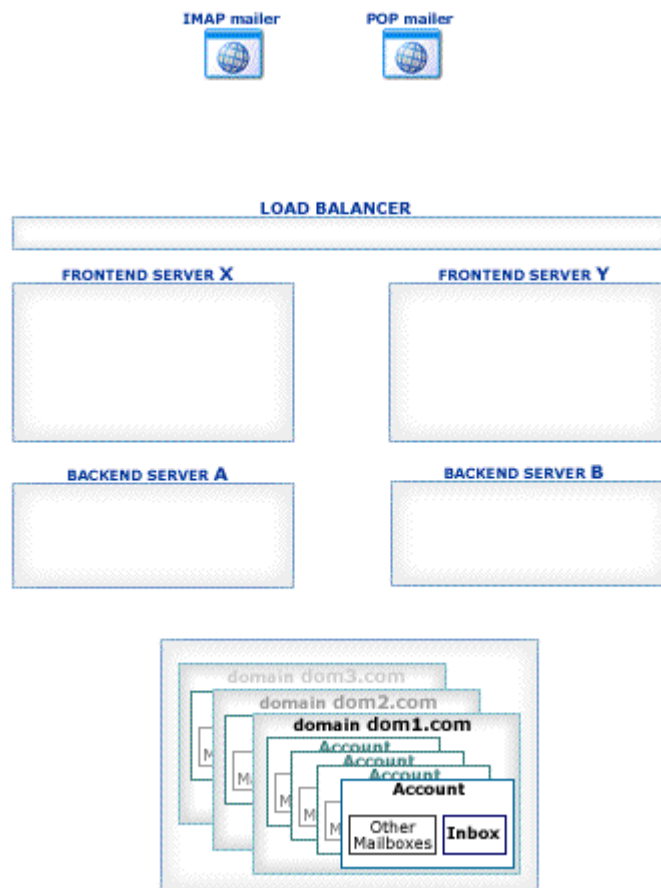 IMAP mailer POP mailer
LOAD BALANCER
FRONTEND SERVER X FRONTEND SERVER Y
BACKEND SERVER A BACKEND SERVER B
domain dom3.com
domain dom2.com
domain dom1.com
Account
Account
Account
Account
Other
Mailboxes
Inbox